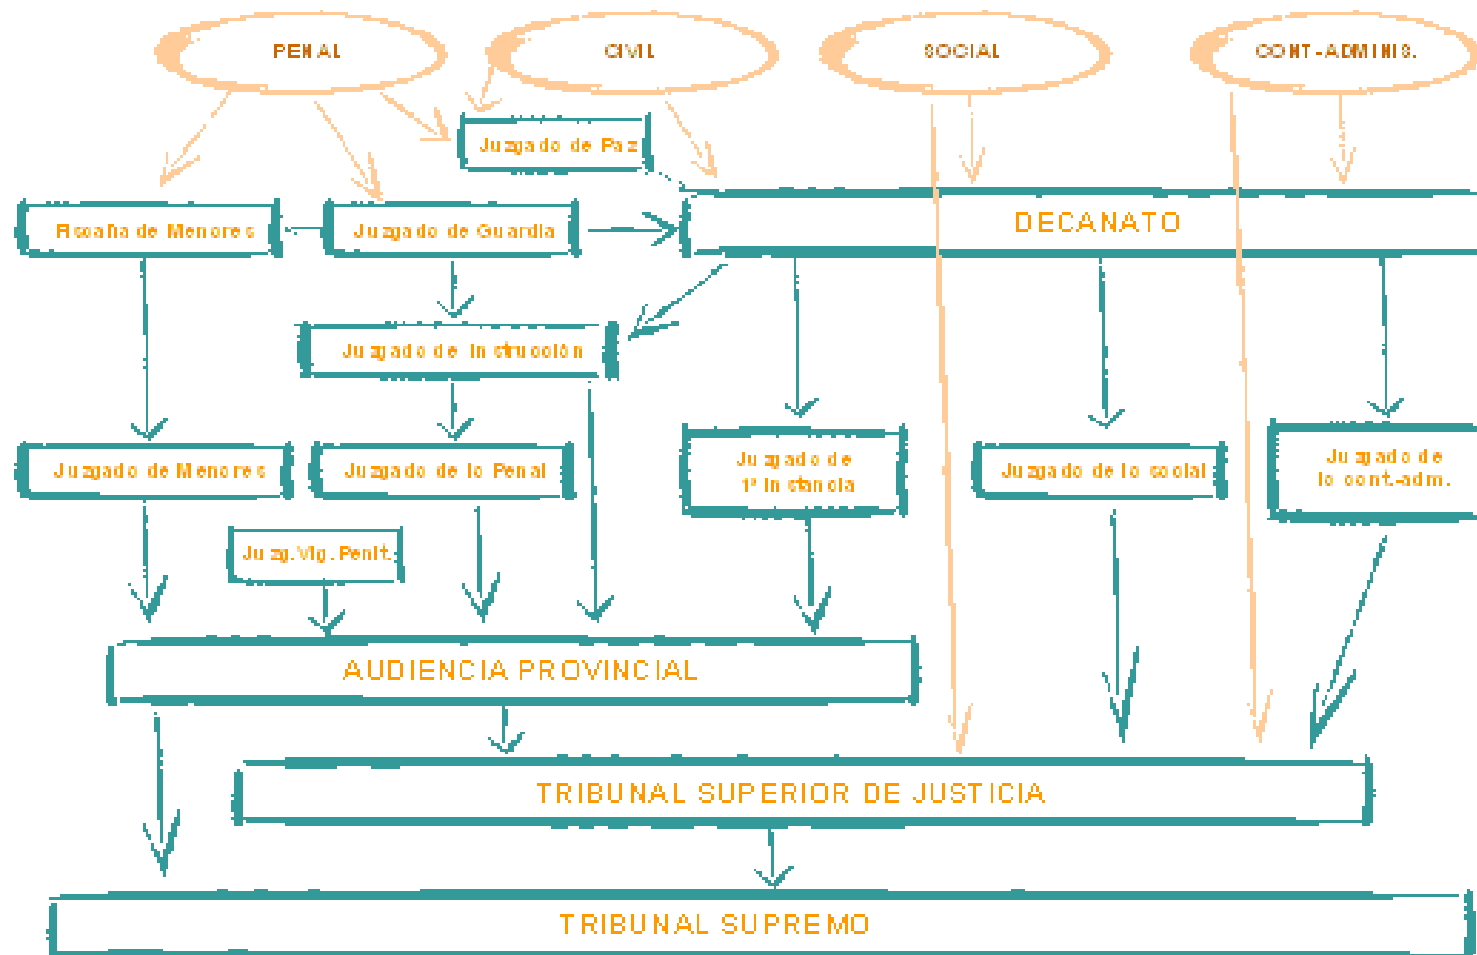 PENAL
CIVIL
SOCIAL
CONT-ADMINIS.
Juzgado de Paz
DECANATO
Fiscalía de Menores
Juzgado de Guardia
Juzgado de Instrucción
Juzgado de Menores
Juzgado de lo Penal
Juzgado de
1ª Instancia
Juzgado de lo social
Juzgado de
lo cont.-adm.
Juzg.Vig.Penit.
AUDIENCIA PROVINCIAL
TRIBUNAL SUPERIOR DE JUSTICIA
TRIBUNAL SUPREMO